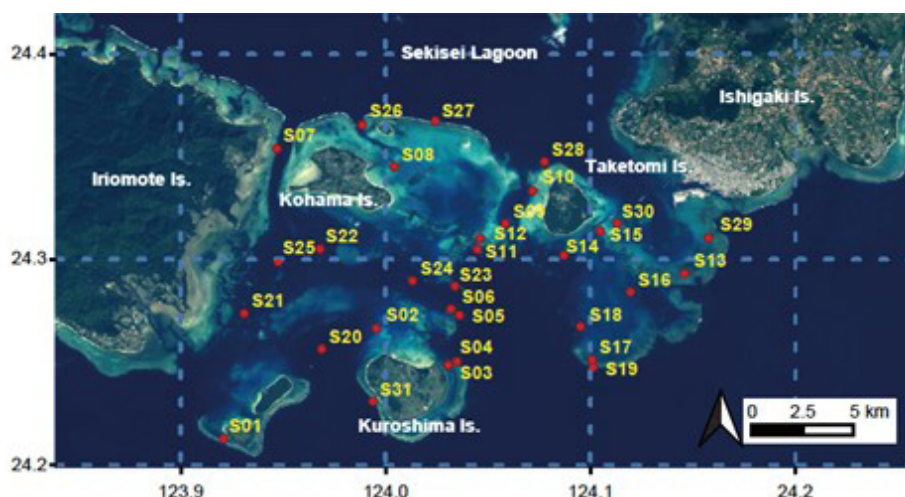 24.4
Sekisei Lagoon
Ishigaki Is.
S26
S27
S07
S28
S08
Taketomi Is.
Iriomote Is.
S10
Kohama Is.
S09
S30
S12
S15
S29
S22
S14
S11
S25
24.3
S13
S24
S23
S16
S21
S06
S02
S05
S18
S20
S04
S17
S03
S19
S31
0 2.5 5 km
S01
Kuroshima Is.
24.2
123.9
124.0
124.1
24.2